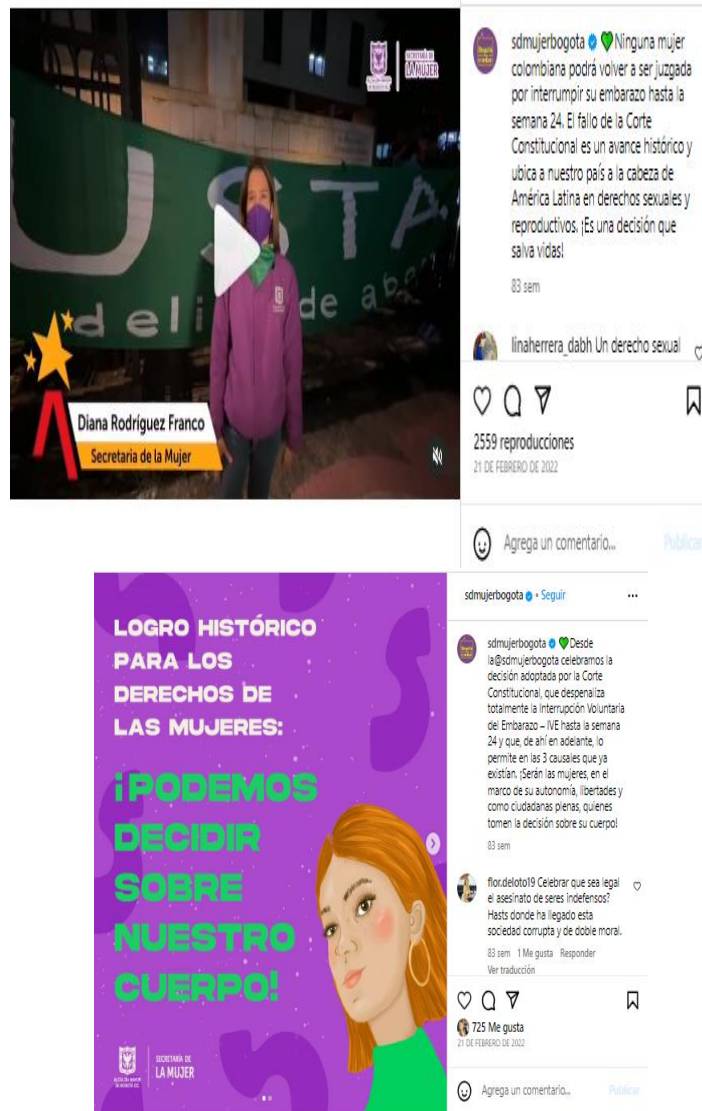 SECRETARÍA DE
LA MUJER
USTA
deli de abor
Diana Rodríguez Franco
Secretaria de la Mujer
sdmujerbogota 💚Ninguna mujer
colombiana podrá volver a ser juzgada
por interrumpir su embarazo hasta la
semana 24. El fallo de la Corte
Constitucional es un avance histórico y
ubica a nuestro país a la cabeza de
América Latina en derechos sexuales y
reproductivos. ¡Es una decisión que
salva vidas!
83 sem
linaherrera_dabh Un derecho sexual
2559 reproducciones
21 DE FEBRERO DE 2022
Agrega un comentario...
Publicar
LOGRO HISTÓRICO
PARA LOS
DERECHOS DE
LAS MUJERES:
¡PODEMOS
DECIDIR
SOBRE
NUESTRO
CUERPO!
ALCALDÍA MAYOR
DE BOGOTÁ D.C.
SECRETARÍA DE
LA MUJER
sdmujerbogota • Seguir
sdmujerbogota 💚Desde
la@sdmujerbogota celebramos la
decisión adoptada por la Corte
Constitucional, que despenaliza
totalmente la Interrupción Voluntaria
del Embarazo – IVE hasta la semana
24 y que, de ahí en adelante, lo
permite en las 3 causales que ya
existían. ¡Serán las mujeres, en el
marco de su autonomía, libertades y
como ciudadanas plenas, quienes
tomen la decisión sobre su cuerpo!
83 sem
flor.deloto19 Celebrar que sea legal
el asesinato de seres indefensos?
Hasts donde ha llegado esta
sociedad corrupta y de doble moral.
83 sem 1 Me gusta Responder
Ver traducción
725 Me gusta
21 DE FEBRERO DE 2022
Agrega un comentario...
Publicar